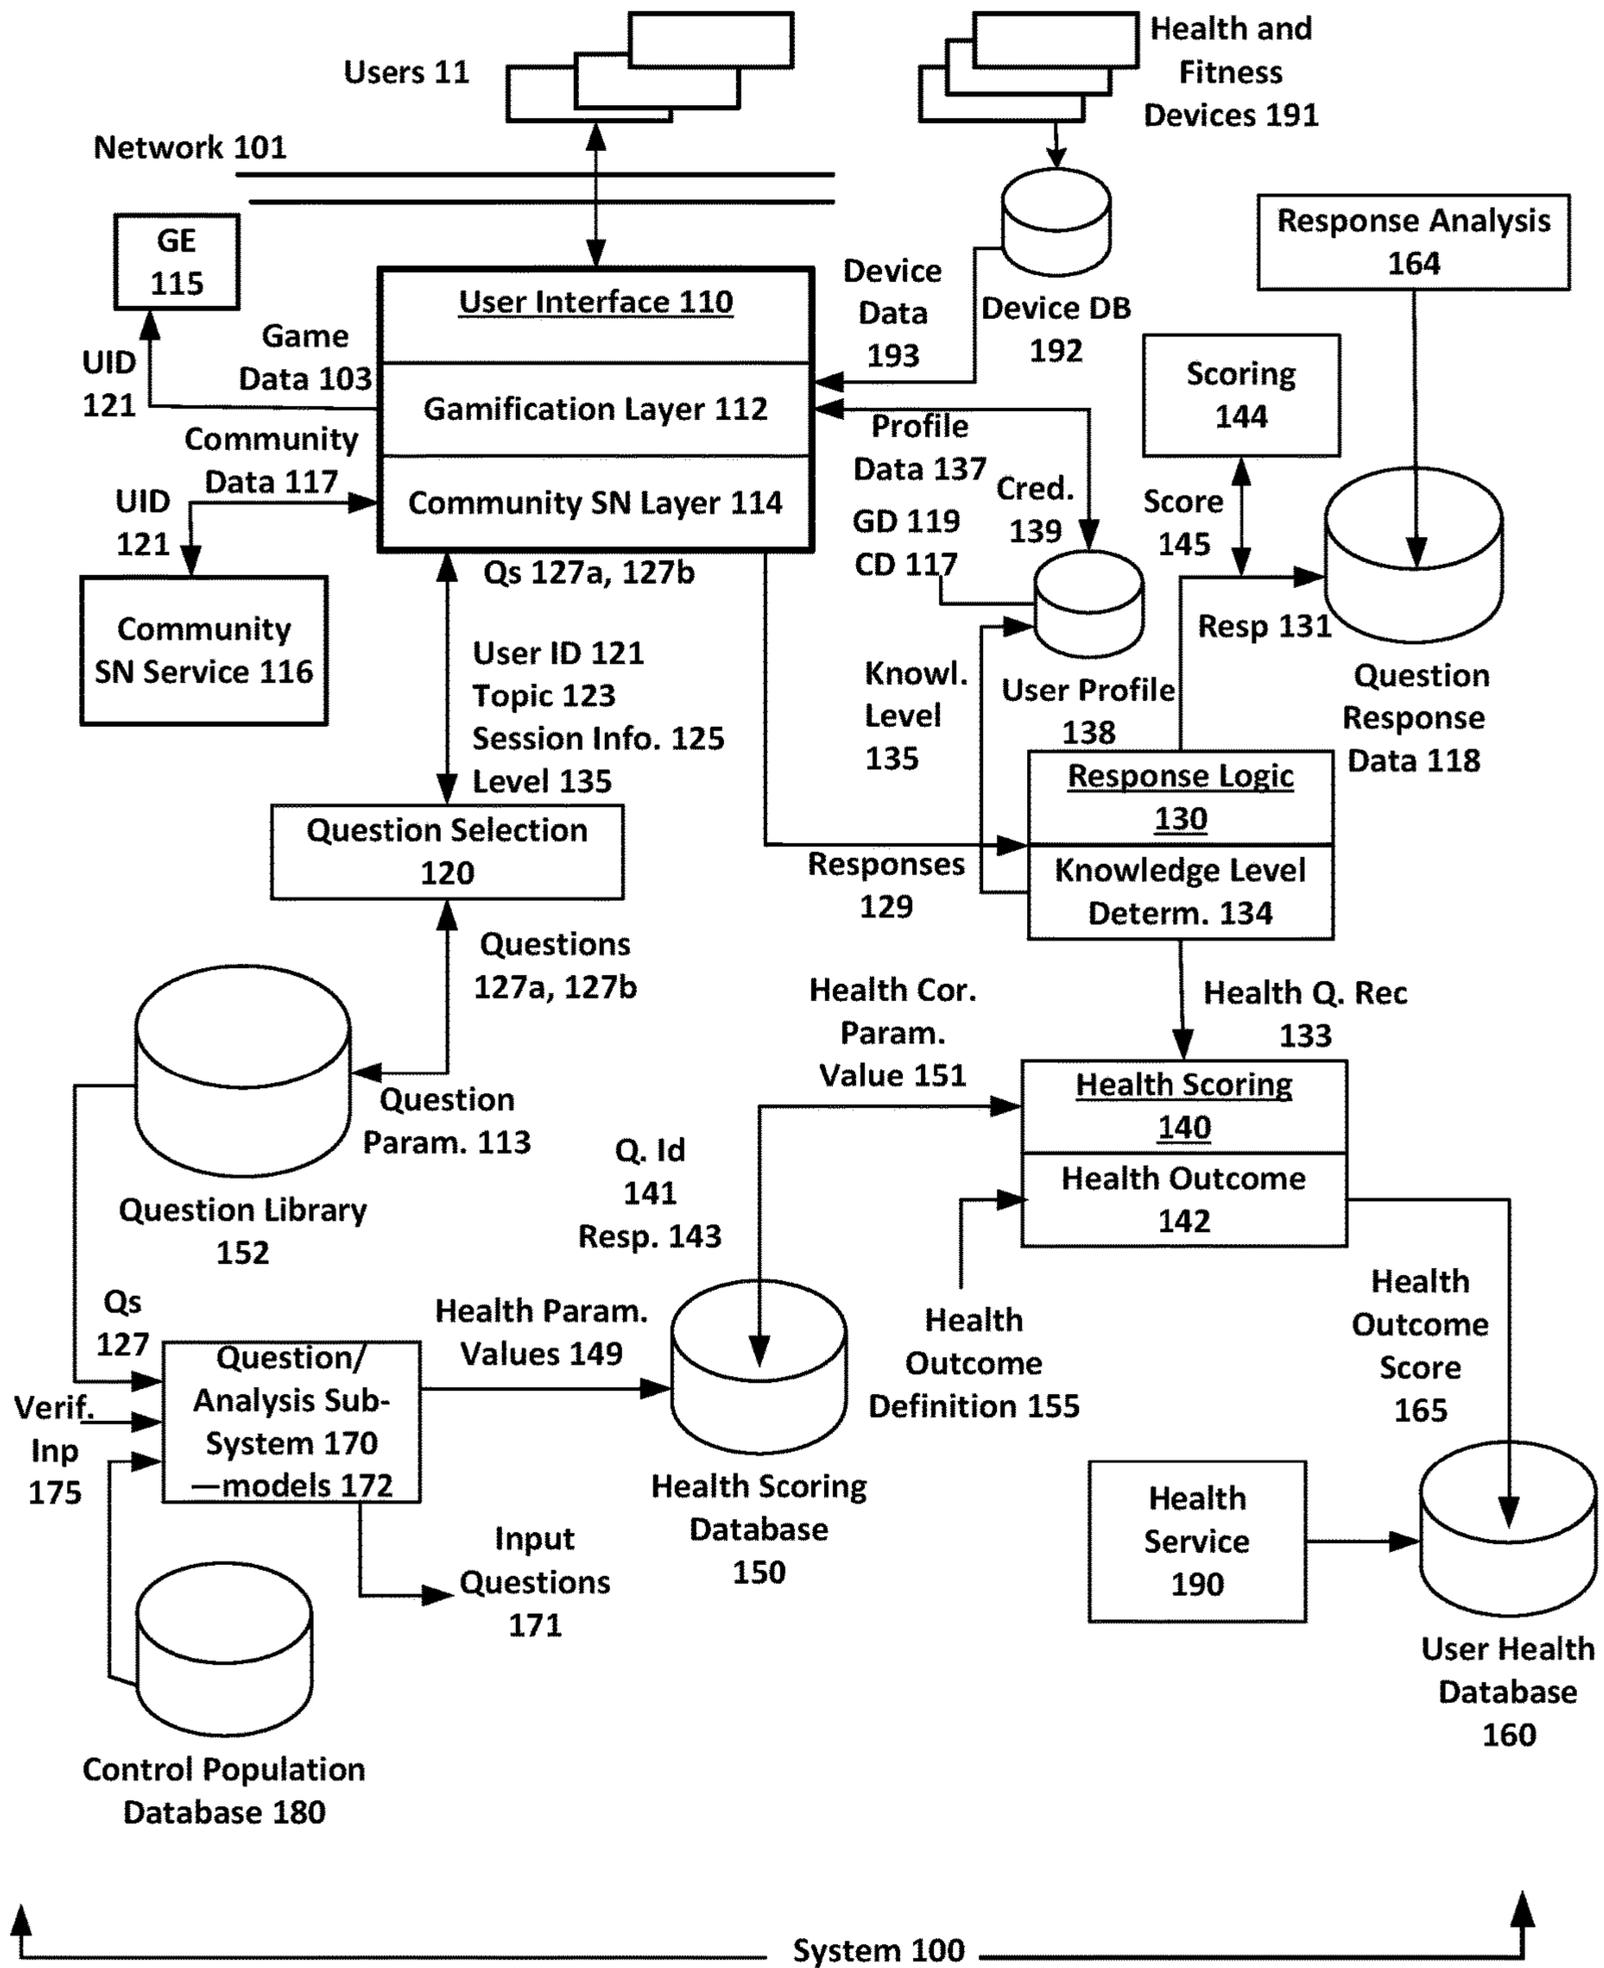 Users 11
Health and
Fitness
Devices 191
Network 101
GE
115
Response Analysis
164
User Interface 110
Device
Data
193
Device DB
192
Game
Data 103
UID
121
Scoring
144
Gamification Layer 112
Profile
Data 137
Community
Data 117
UID
121
Community SN Layer 114
Cred.
139
GD 119
CD 117
Score
145
Qs 127a, 127b
Resp 131
Community
SN Service 116
User ID 121
Topic 123
Session Info. 125
Level 135
Knowl.
Level
135
User Profile
138
Question
Response
Data 118
Response Logic
130
Question Selection
120
Responses
129
Knowledge Level
Determ. 134
Questions
127a, 127b
Health Cor.
Param.
Value 151
Health Q. Rec
133
Question
Param. 113
Health Scoring
140
Q. Id
141
Resp. 143
Health Outcome
142
Question Library
152
Qs
127
Health Param.
Values 149
Health
Outcome
Definition 155
Health
Outcome
Score
165
Question/
Analysis Sub-
System 170
—models 172
Verif.
Inp
175
Health Scoring
Database
150
Health
Service
190
Input
Questions
171
User Health
Database
160
Control Population
Database 180
System 100